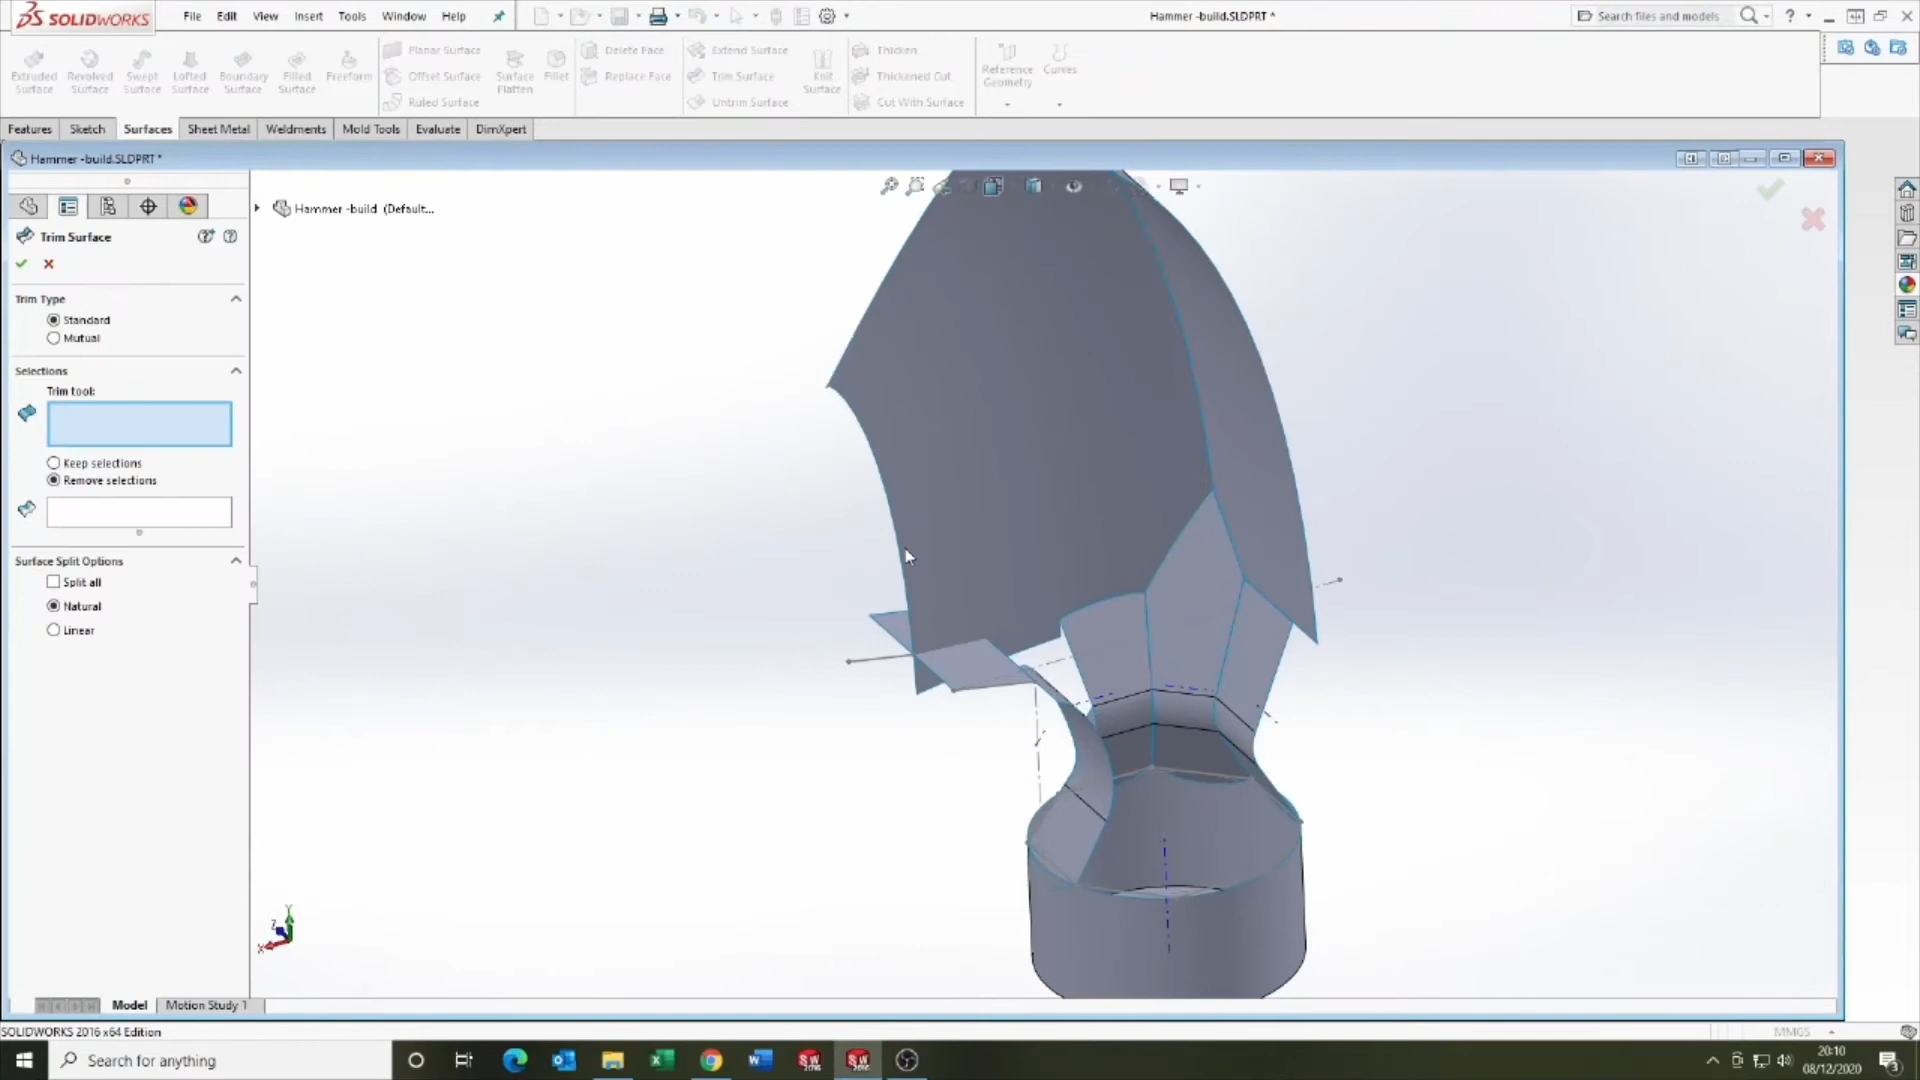 SOLIDWORKS File Edit View Insert Tools Window Help
Hammer -build.SLDPRT *
Search files and models
Extruded Surface
Revolved Surface
Swept Surface
Lofted Surface
Boundary Surface
Filled Surface
Freeform
Planar Surface
Offset Surface
Ruled Surface
Surface Flatten
Fillet
Delete Face
Replace Face
Extend Surface
Trim Surface
Untrim Surface
Knit Surface
Thicken
Thickened Cut
Cut With Surface
Reference Geometry
Curves
Features Sketch Surfaces Sheet Metal Weldments Mold Tools Evaluate DimXpert
Hammer -build.SLDPRT *
Hammer -build (Default...
Trim Surface
Trim Type
Standard
Mutual
Selections
Trim tool:
Keep selections
Remove selections
Surface Split Options
Split all
Natural
Linear
Y
Z
X
Model Motion Study 1
SOLIDWORKS 2016 x64 Edition
MMGS
Search for anything
20:10
08/12/2020
3